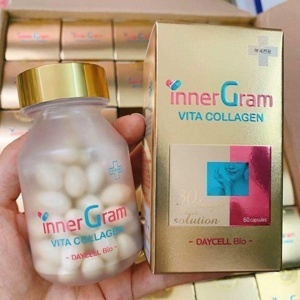 innerGram
VITA COLLAGEN
- DAYCELL Bio -
innerGram
VITA COLLAGEN
solution
60 capsules
- DAYCELL Bio -